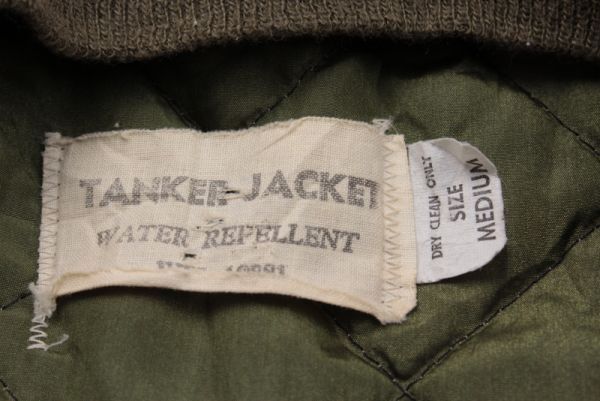 TANKER JACKET
WATER REPELLENT
DRY CLEAN ONLY
SIZE
MEDIUM